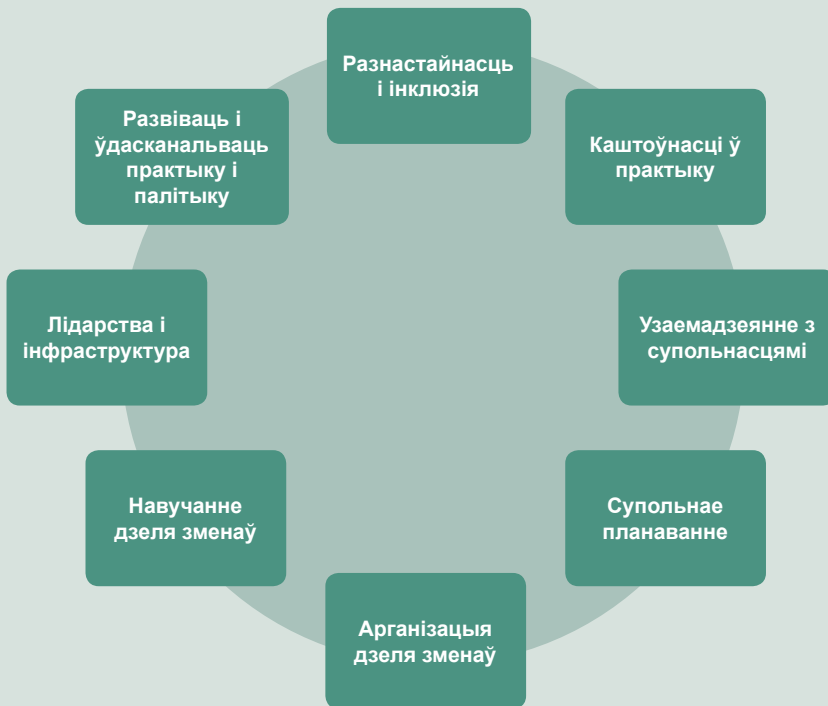 Разнастайнасць
і інклюзія
Каштоўнасці ў
практыку
Узаемадзеянне з
супольнасцямі
Супольнае
планаванне
Арганізацыя
дзеля зменаў
Навучанне
дзеля зменаў
Лідарства і
інфраструктура
Развіваць і
ўдасканальваць
практыку і
палітыку